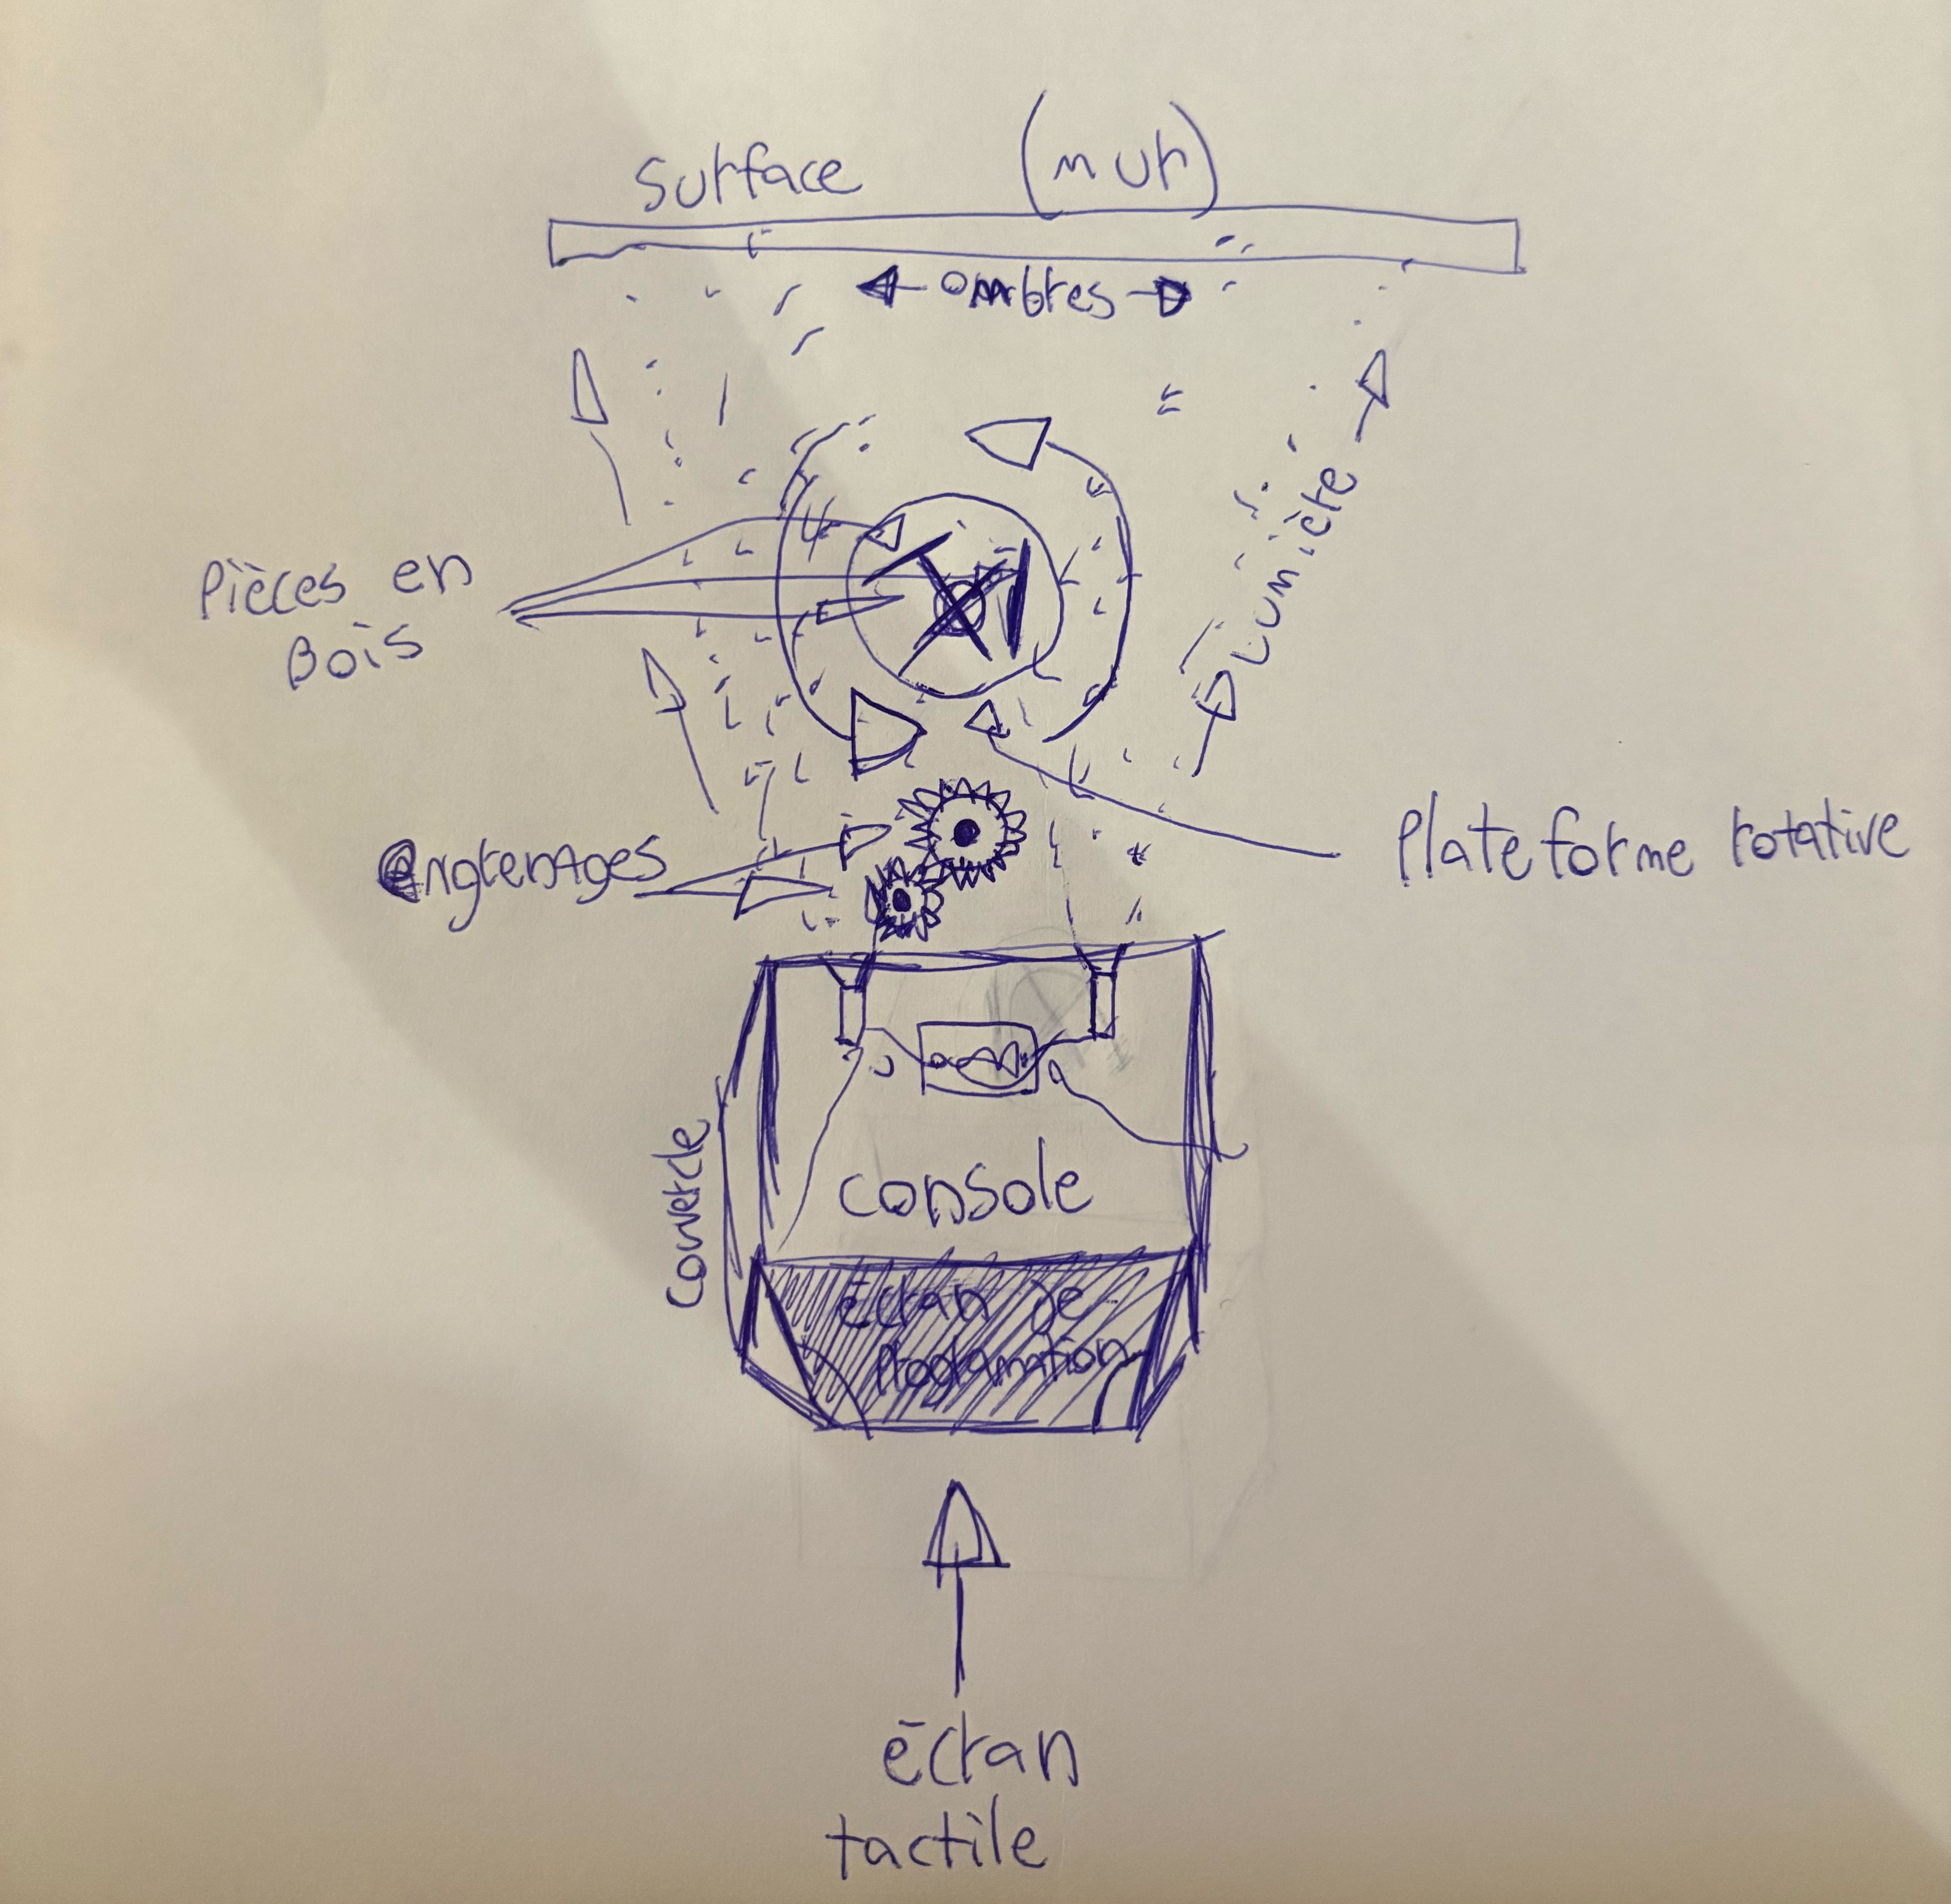 Surface (mur)
ombres
Lumière
Pièces en
Bois
engrenages
Plateforme rotative
console
Couvercle
écran de
Programation
écran
tactile